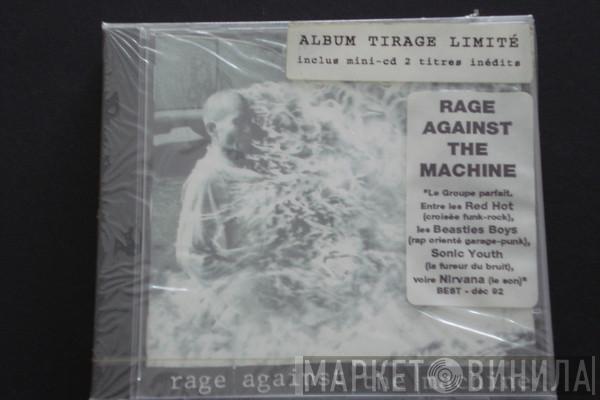 ALBUM TIRAGE LIMITÉ
inclus mini-cd 2 titres inédits
RAGE
AGAINST
THE
MACHINE
"Le Groupe parfait.
Entre les Red Hot
(croisée funk-rock),
les Beasties Boys
(rap orienté garage-punk),
Sonic Youth
(la fureur du bruit),
voire Nirvana (le son)"
BEST - déc 92
rage against the machine
МАРКЕТ ВИНИЛА